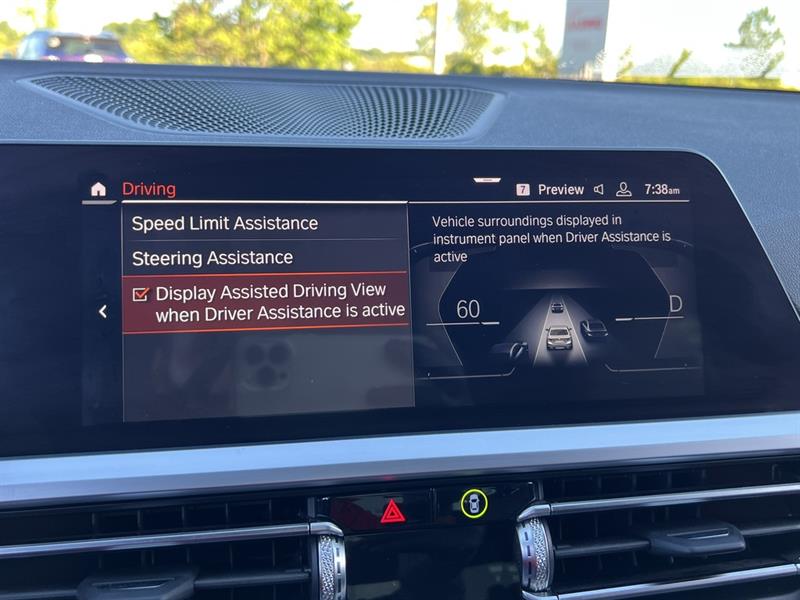 Driving
7 Preview 7:38am
Speed Limit Assistance
Steering Assistance
Display Assisted Driving View
when Driver Assistance is active
Vehicle surroundings displayed in
instrument panel when Driver Assistance is
active
60
D